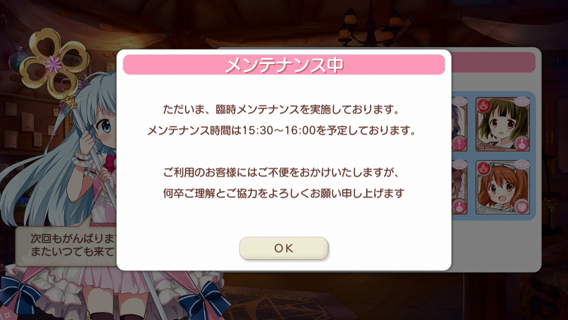 メンテナンス中
ただいま、臨時メンテナンスを実施しております。
メンテナンス時間は15:30～16:00を予定しております。
ご利用のお客様にはご不便をおかけいたしますが、
何卒ご理解とご協力をよろしくお願い申し上げます
OK
次回もがんばりま
またいつでも来て